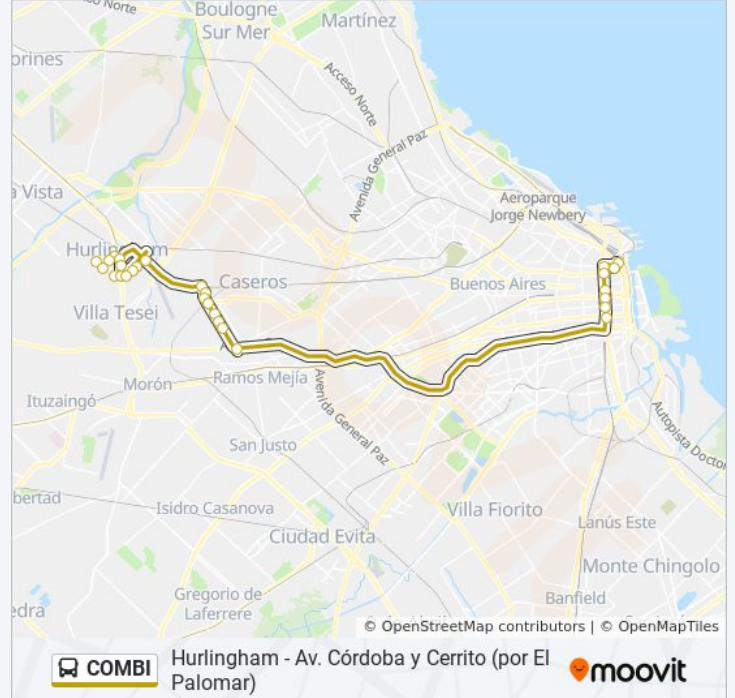 no Norte
Boulogne
Sur Mer
Martínez
orines
Acceso Norte
Avenida General Paz
a Vista
Aeroparque
Jorge Newbery
Hurlingham
Caseros
Buenos Aires
Villa Tesei
Ramos Mejía
Morón
Ituzaingó
Avenida General Paz
San Justo
Autopista Docto
bertad
Isidro Casanova
Villa Fiorito
Lanús Este
Ciudad Evita
Monte Chingolo
Gregorio de
Laferrere
Banfield
edra
© OpenStreetMap contributors | © OpenMapTiles
COMBI
Hurlingham - Av. Córdoba y Cerrito (por El
Palomar)
moovit